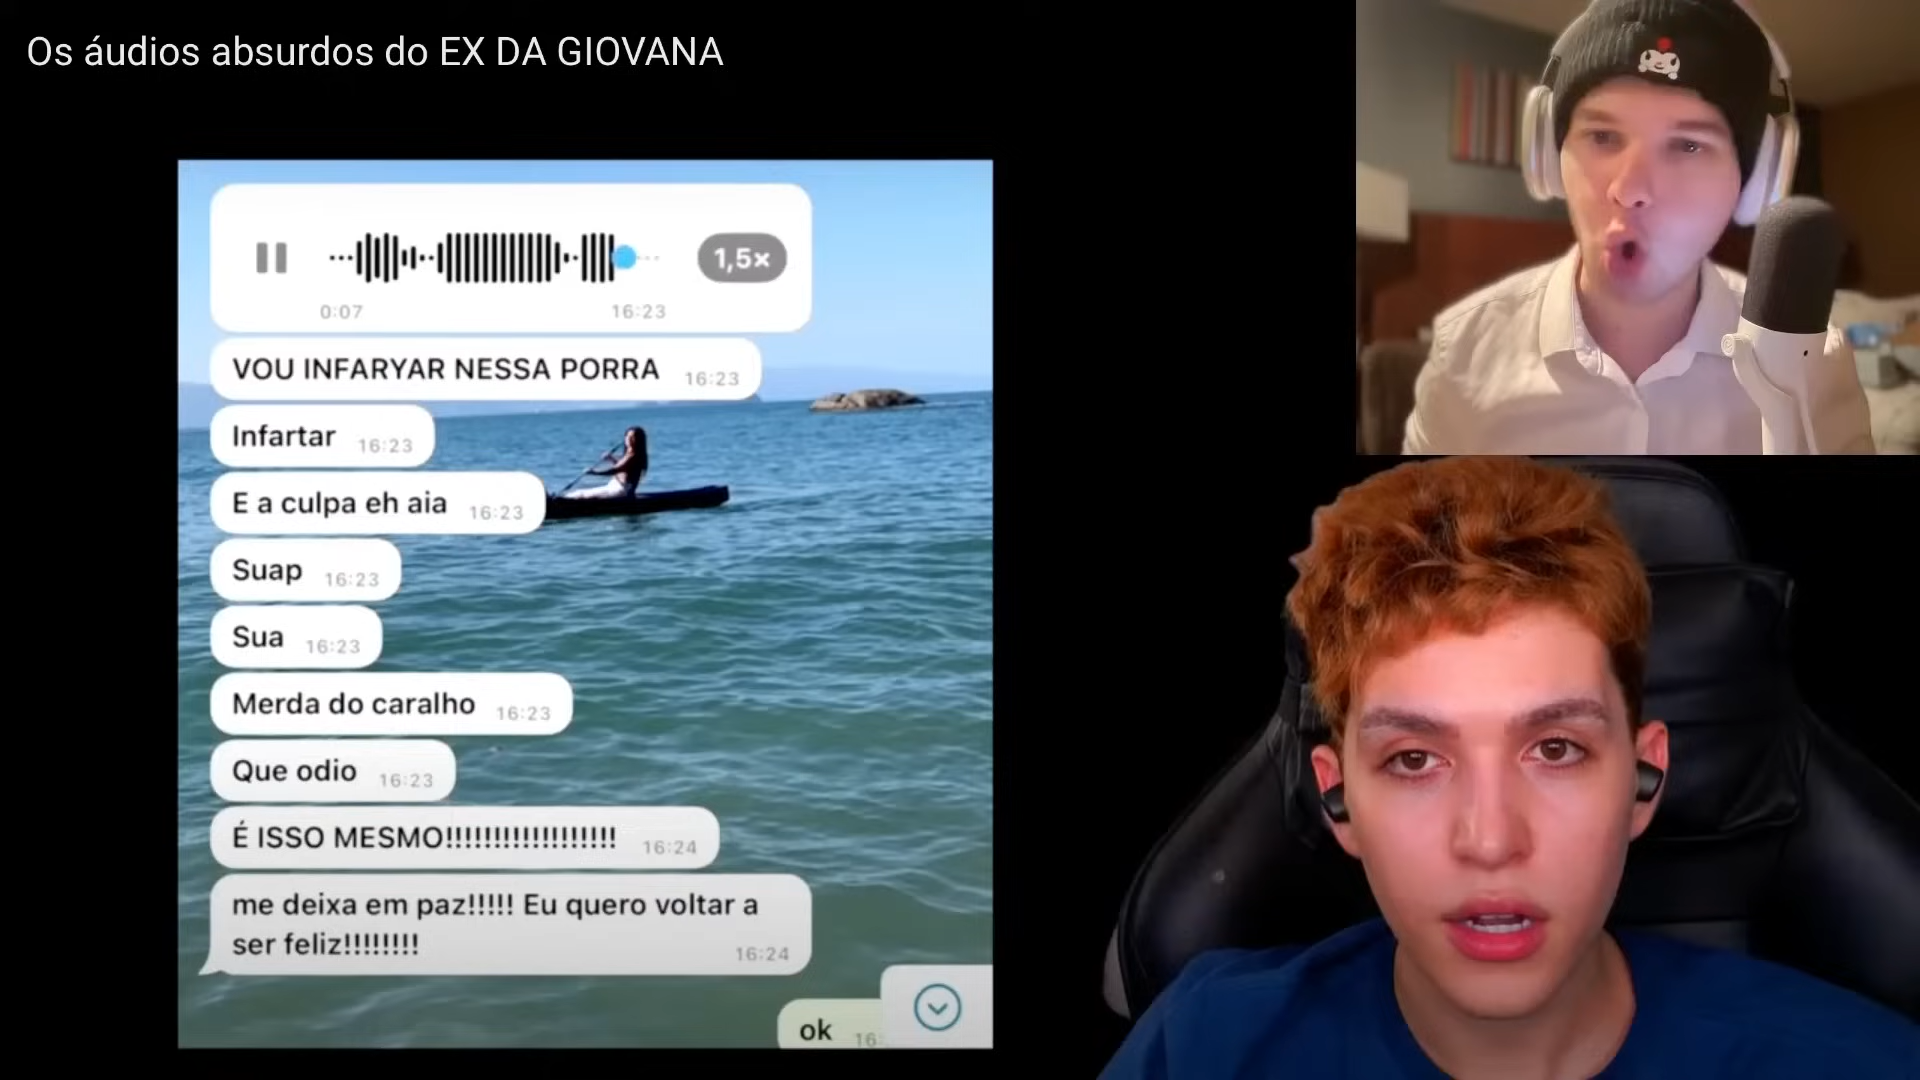 Os áudios absurdos do EX DA GIOVANA
1,5×
0:07
16:23
VOU INFARYAR NESSA PORRA 16:23
Infartar 16:23
E a culpa eh aia 16:23
Suap 16:23
Sua 16:23
Merda do caralho 16:23
Que odio 16:23
É ISSO MESMO!!!!!!!!!!!!!!!!!!! 16:24
me deixa em paz!!!!! Eu quero voltar a
ser feliz!!!!!!!! 16:24
ok 16: